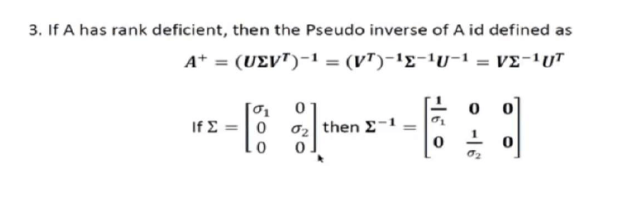 3. If A has rank deficient, then the Pseudo inverse of A id defined as
A⁺ = (UΣVᵀ)⁻¹ = (Vᵀ)⁻¹Σ⁻¹U⁻¹ = VΣ⁻¹Uᵀ
If Σ = [σ₁ 0; 0 σ₂; 0 0] then Σ⁻¹ = [1/σ₁ 0 0; 0 1/σ₂ 0]